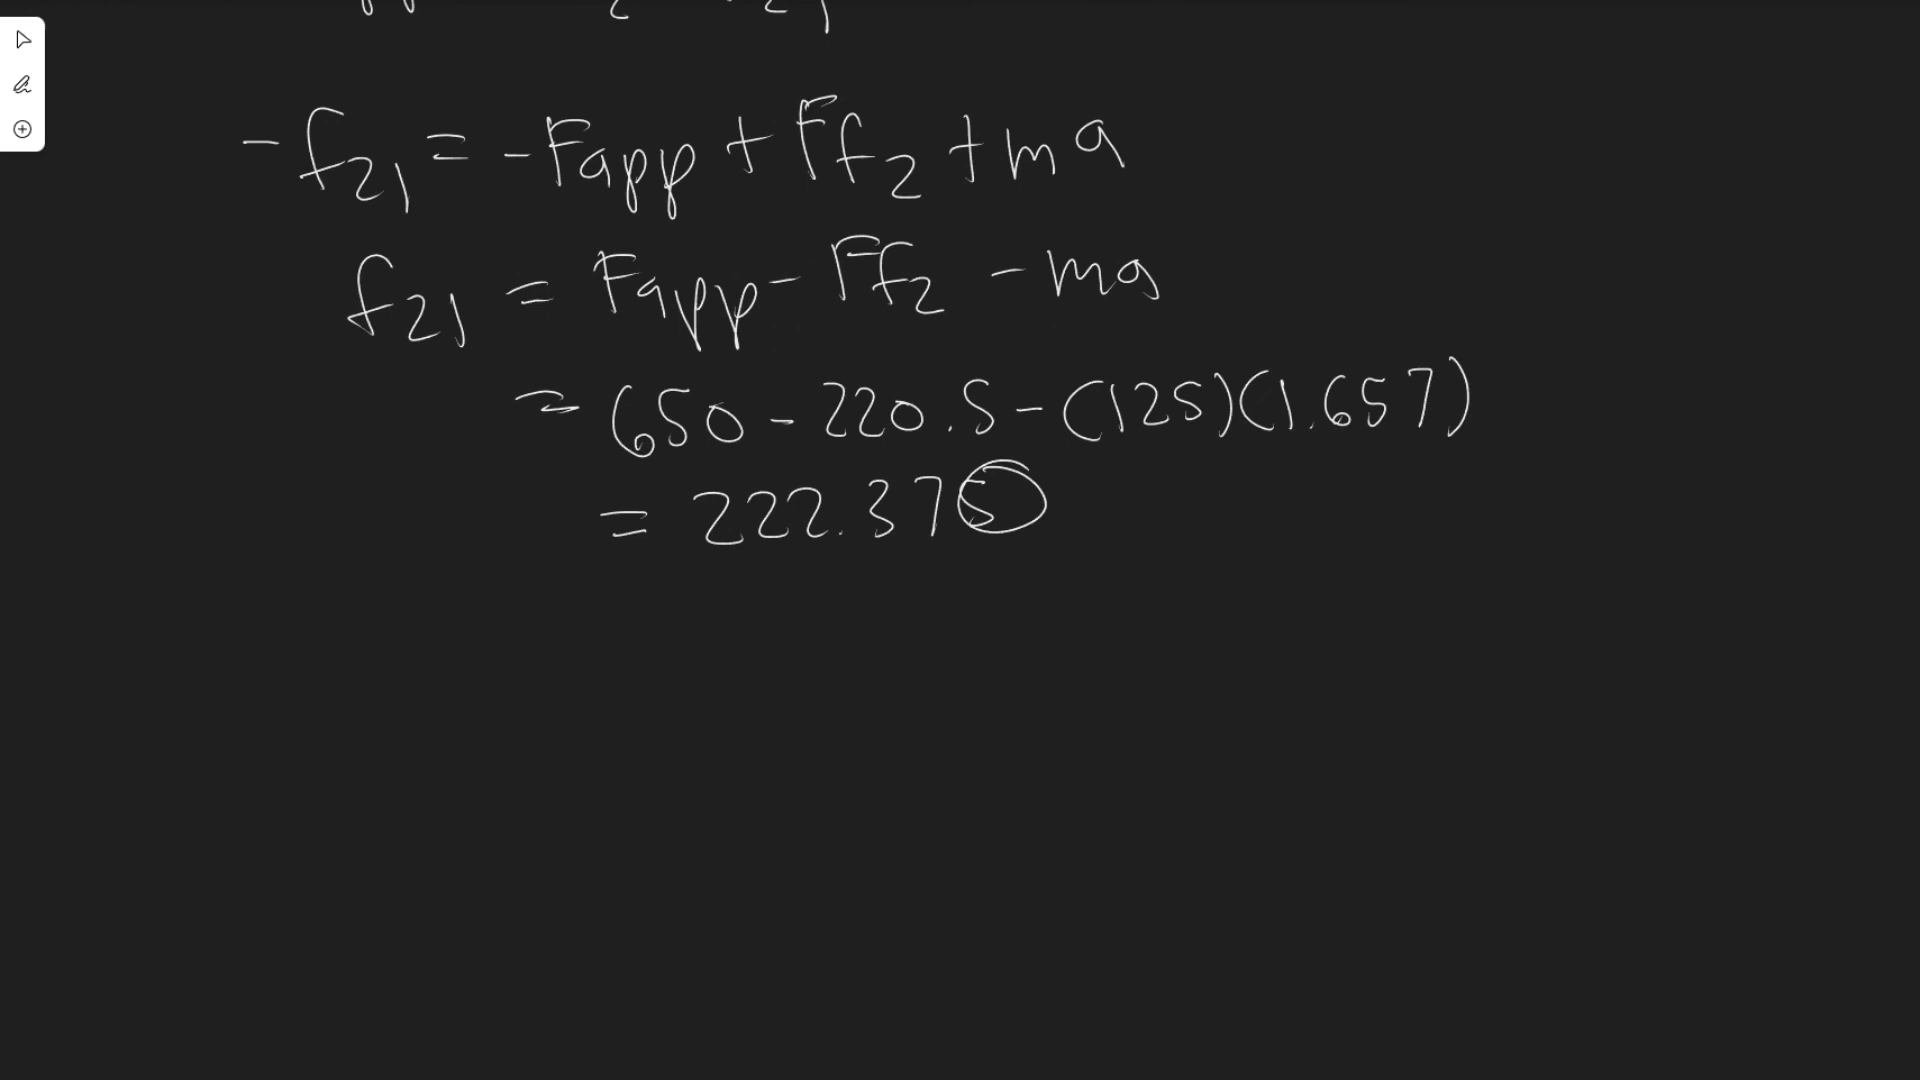 -f21 = -Fapp + Ff2 + ma
f21 = Fapp - Ff2 - ma
= 650 - 220.5 - (125)(1.657)
= 222.375